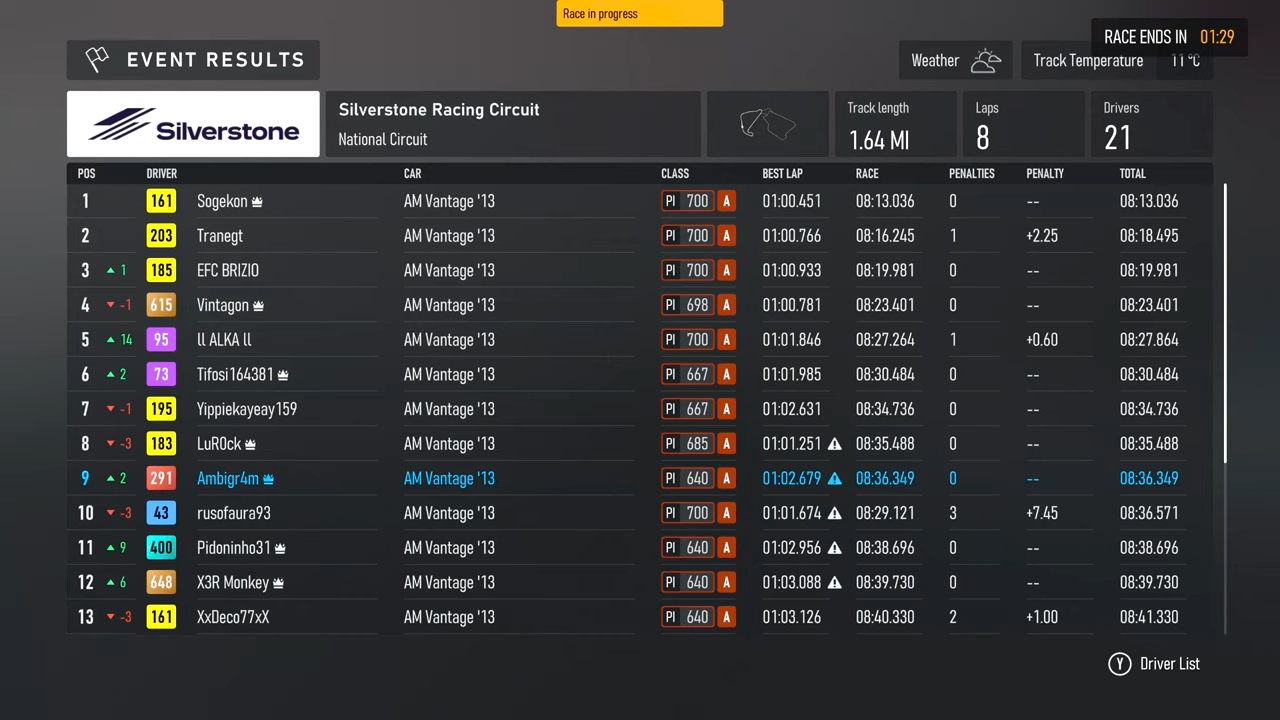 Race in progress
RACE ENDS IN 01:29
EVENT RESULTS
Weather Track Temperature 11 °C
Silverstone
Silverstone Racing Circuit
National Circuit
Track length
1.64 MI
Laps
8
Drivers
21
POS DRIVER CAR CLASS BEST LAP RACE PENALTIES PENALTY TOTAL
1 161 Sogekon AM Vantage '13 PI 700 A 01:00.451 08:13.036 0 -- 08:13.036
2 203 Tranegt AM Vantage '13 PI 700 A 01:00.766 08:16.245 1 +2.25 08:18.495
3 1 185 EFC BRIZIO AM Vantage '13 PI 700 A 01:00.933 08:19.981 0 -- 08:19.981
4 -1 615 Vintagon AM Vantage '13 PI 698 A 01:00.781 08:23.401 0 -- 08:23.401
5 14 95 ll ALKA ll AM Vantage '13 PI 700 A 01:01.846 08:27.264 1 +0.60 08:27.864
6 2 73 Tifosi164381 AM Vantage '13 PI 667 A 01:01.985 08:30.484 0 -- 08:30.484
7 -1 195 Yippiekayeay159 AM Vantage '13 PI 667 A 01:02.631 08:34.736 0 -- 08:34.736
8 -3 183 LuR0ck AM Vantage '13 PI 685 A 01:01.251 08:35.488 0 -- 08:35.488
9 2 291 Ambigr4m AM Vantage '13 PI 640 A 01:02.679 08:36.349 0 -- 08:36.349
10 -3 43 rusofaura93 AM Vantage '13 PI 700 A 01:01.674 08:29.121 3 +7.45 08:36.571
11 9 400 Pidoninho31 AM Vantage '13 PI 640 A 01:02.956 08:38.696 0 -- 08:38.696
12 6 648 X3R Monkey AM Vantage '13 PI 640 A 01:03.088 08:39.730 0 -- 08:39.730
13 -3 161 XxDeco77xX AM Vantage '13 PI 640 A 01:03.126 08:40.330 2 +1.00 08:41.330
Y Driver List